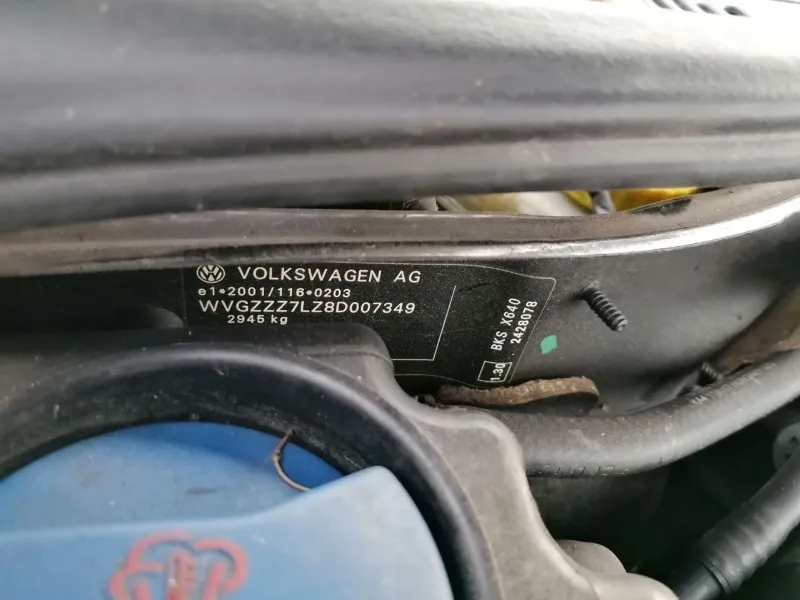 VOLKSWAGEN AG
e1*2001/116*0203
WVGZZZ7LZ8D007349
2945 kg
BKS X640
2428078
1.30